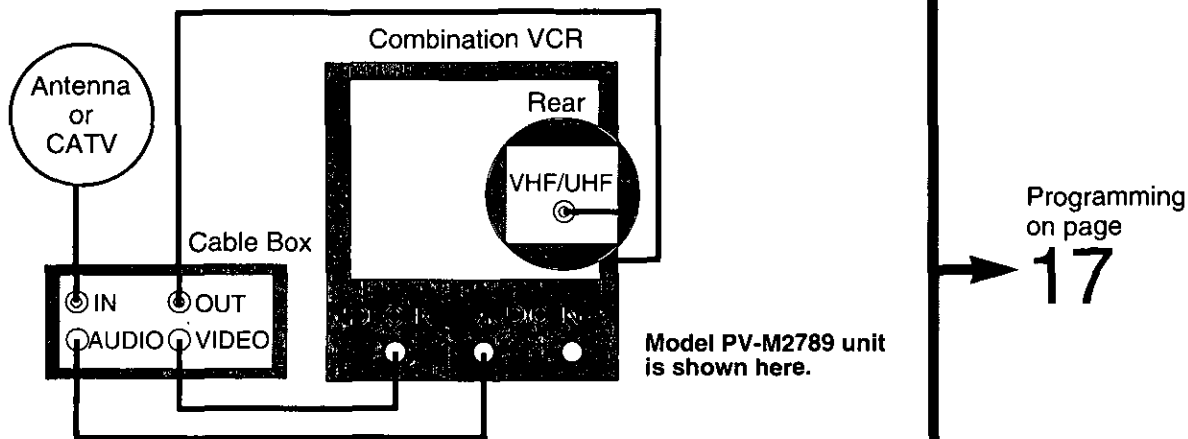 Combination VCR
Antenna
or
CATV
Rear
VHF/UHF
Cable Box
IN OUT
AUDIO VIDEO
Model PV-M2789 unit
is shown here.
Programming
on page
17